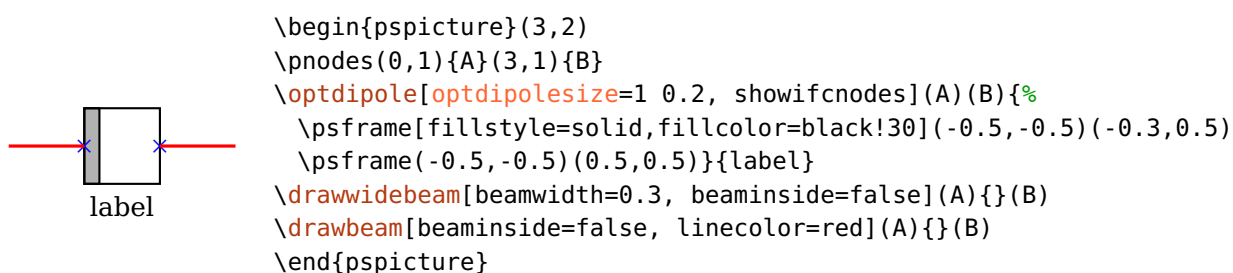 \begin{pspicture}(3,2)
\pnodes(0,1){A}(3,1){B}
\optdipole[optdipolesize=1 0.2, showifcnodes](A)(B){%
\psframe[fillstyle=solid,fillcolor=black!30](-0.5,-0.5)(-0.3,0.5)
\psframe(-0.5,-0.5)(0.5,0.5)}{label}
\drawwidebeam[beamwidth=0.3, beaminside=false](A){}(B)
\drawbeam[beaminside=false, linecolor=red](A){}(B)
\end{pspicture}
label